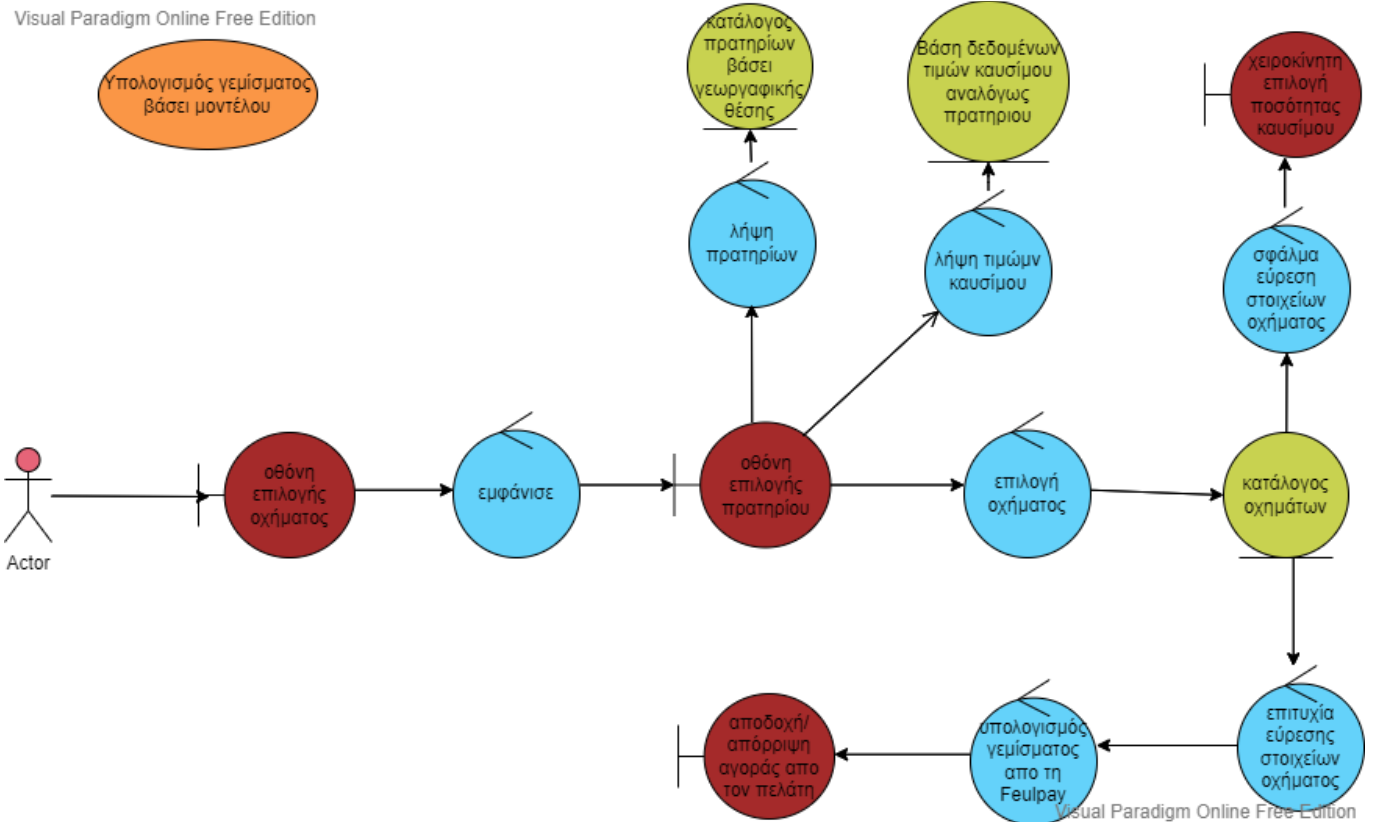 Visual Paradigm Online Free Edition
Υπολογισμός γεμίσματος
βάσει μοντέλου
κατάλογος
πρατηρίων
βάσει
γεωργαφικής
θέσης
Βάση δεδομένων
τιμών καυσίμου
αναλόγως
πρατηριου
χειροκίνητη
επιλογή
ποσότητας
καυσίμου
λήψη
πρατηρίων
λήψη τιμώμν
καυσίμου
σφάλμα
εύρεση
στοιχείων
οχήματος
Actor
οθόνη
επιλογής
οχήματος
εμφάνισε
οθόνη
επιλογής
πρατηρίου
επιλογή
οχήματος
κατάλογος
οχημάτων
αποδοχή/
απόρριψη
αγοράς απο
τον πελάτη
υπολογισμός
γεμίσματος
απο τη
Feulpay
επιτυχία
εύρεσης
στοιχείων
οχήματος
Visual Paradigm Online Free Edition